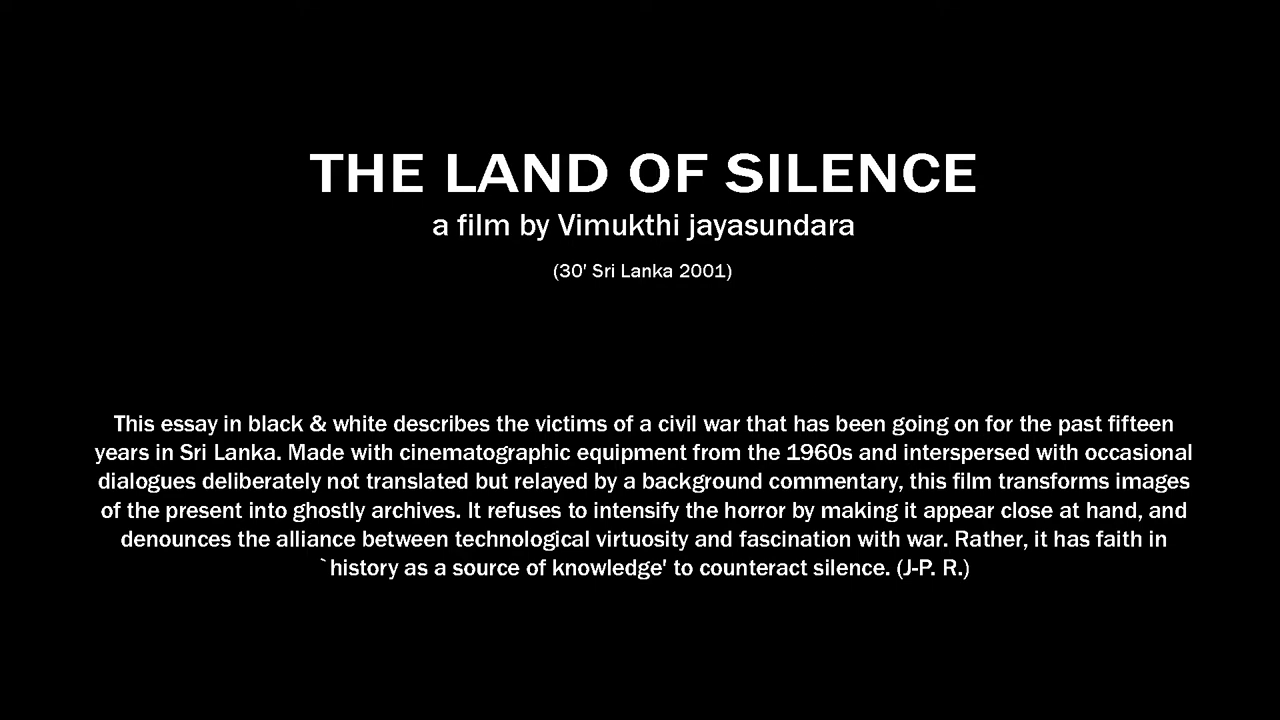 THE LAND OF SILENCE
a film by Vimukthi jayasundara
(30' Sri Lanka 2001)
This essay in black & white describes the victims of a civil war that has been going on for the past fifteen
years in Sri Lanka. Made with cinematographic equipment from the 1960s and interspersed with occasional
dialogues deliberately not translated but relayed by a background commentary, this film transforms images
of the present into ghostly archives. It refuses to intensify the horror by making it appear close at hand, and
denounces the alliance between technological virtuosity and fascination with war. Rather, it has faith in
`history as a source of knowledge' to counteract silence. (J-P. R.)